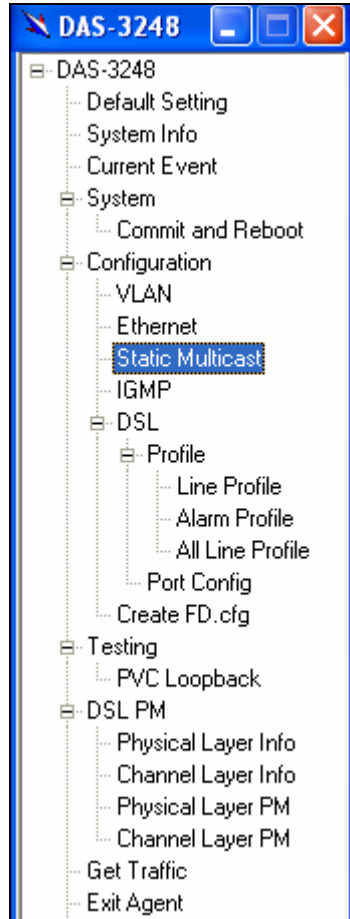 DAS-3248
DAS-3248
Default Setting
System Info
Current Event
System
Commit and Reboot
Configuration
VLAN
Ethernet
Static Multicast
IGMP
DSL
Profile
Line Profile
Alarm Profile
All Line Profile
Port Config
Create FD.cfg
Testing
PVC Loopback
DSL PM
Physical Layer Info
Channel Layer Info
Physical Layer PM
Channel Layer PM
Get Traffic
Exit Agent